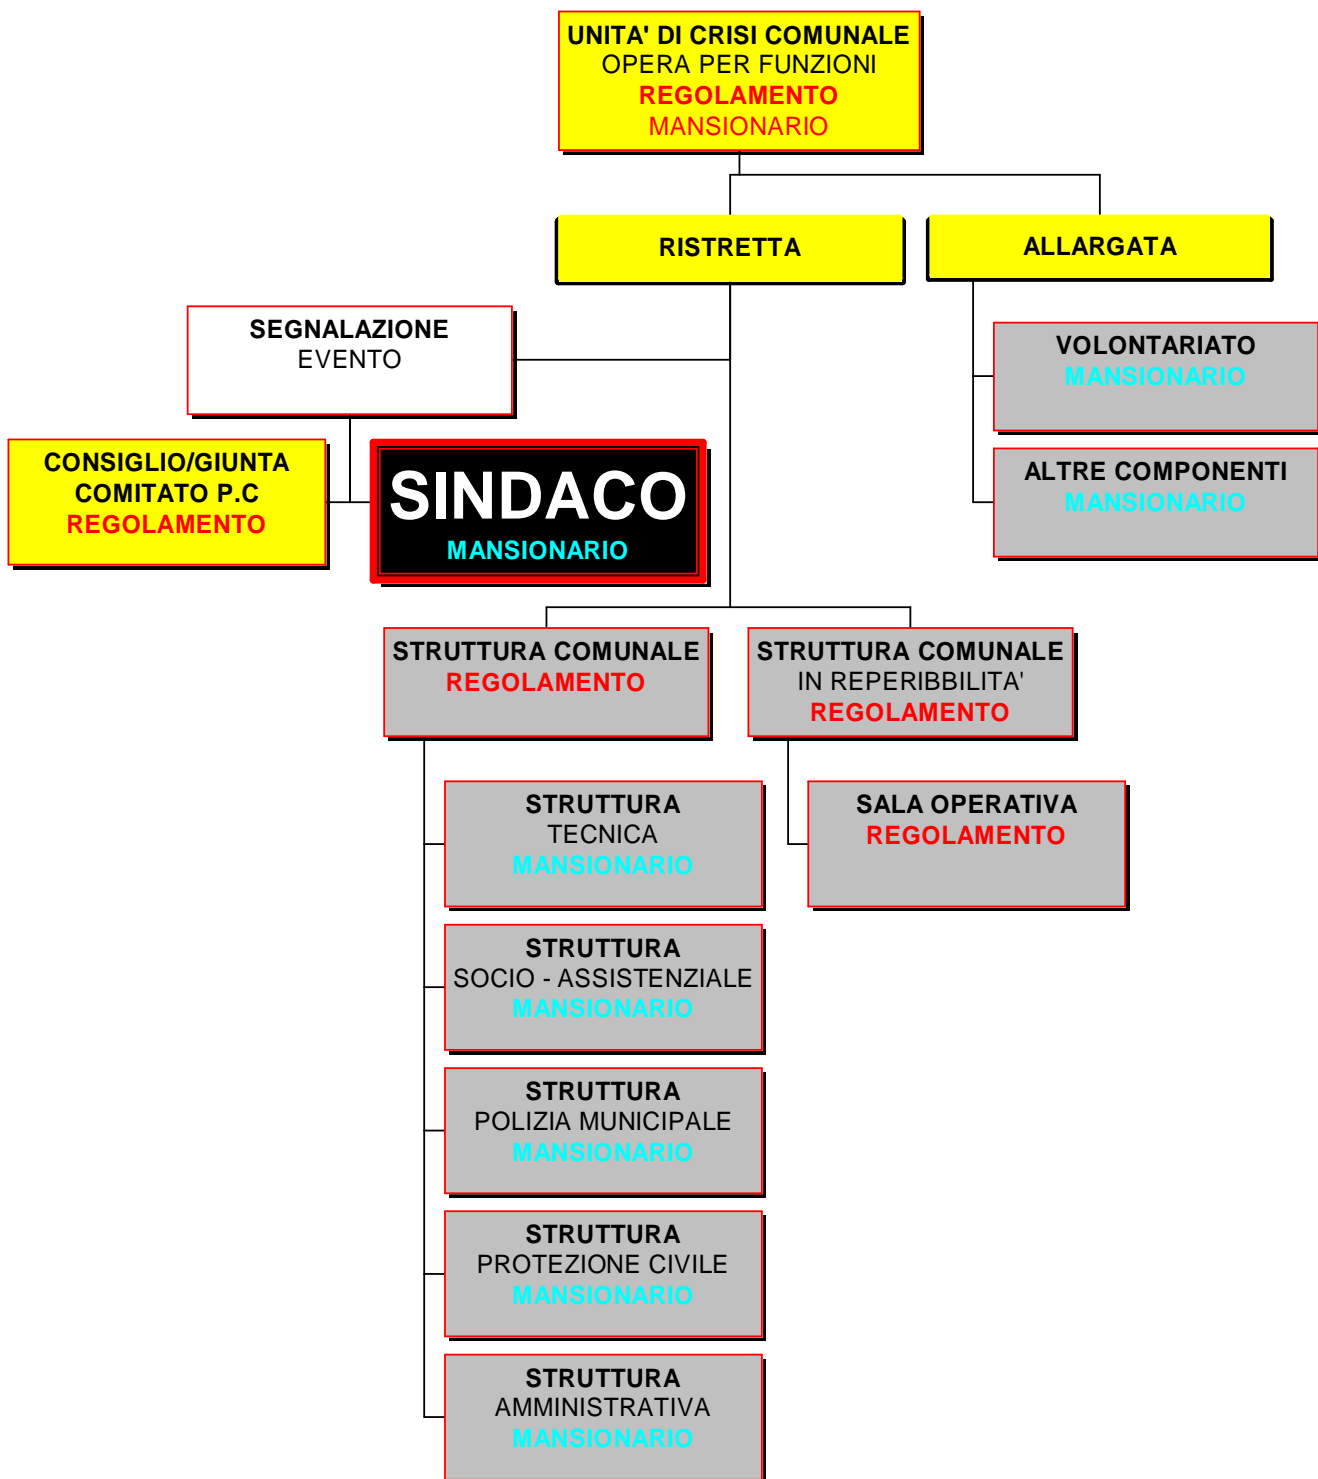 UNITA' DI CRISI COMUNALE
OPERA PER FUNZIONI
REGOLAMENTO
MANSIONARIO
RISTRETTA
ALLARGATA
SEGNALAZIONE
EVENTO
VOLONTARIATO
MANSIONARIO
CONSIGLIO/GIUNTA
COMITATO P.C
REGOLAMENTO
SINDACO
MANSIONARIO
ALTRE COMPONENTI
MANSIONARIO
STRUTTURA COMUNALE
REGOLAMENTO
STRUTTURA COMUNALE
IN REPERIBBILITA'
REGOLAMENTO
STRUTTURA
TECNICA
MANSIONARIO
SALA OPERATIVA
REGOLAMENTO
STRUTTURA
SOCIO - ASSISTENZIALE
MANSIONARIO
STRUTTURA
POLIZIA MUNICIPALE
MANSIONARIO
STRUTTURA
PROTEZIONE CIVILE
MANSIONARIO
STRUTTURA
AMMINISTRATIVA
MANSIONARIO